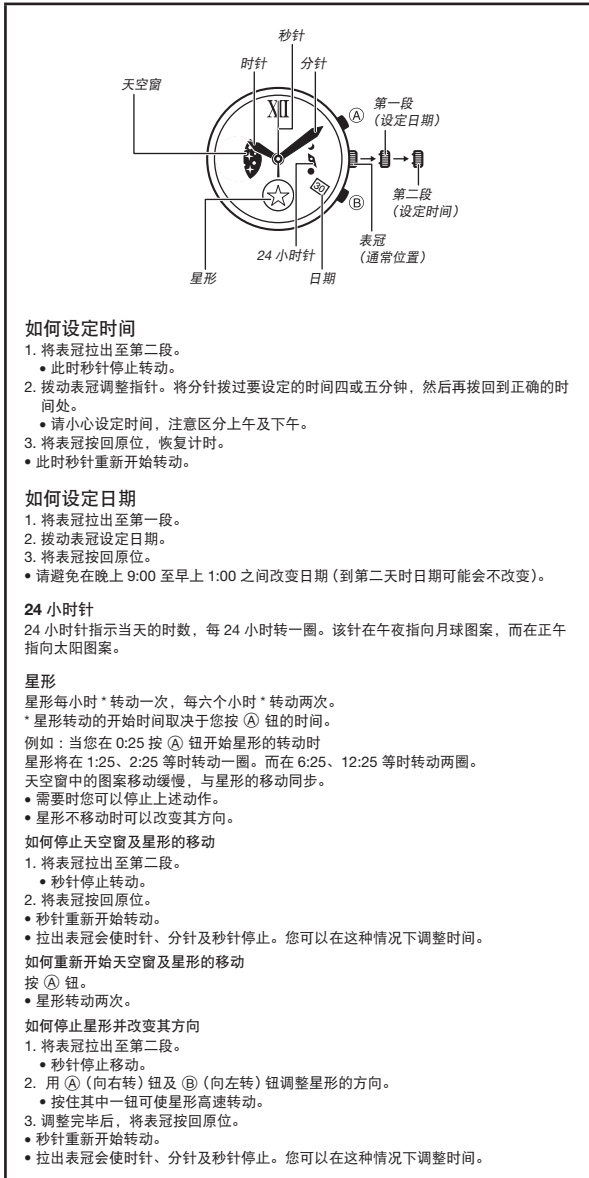 秒针
时针
分针
天空窗
XII
Ⓐ
第一段
（设定日期）
30
Ⓑ
第二段
（设定时间）
表冠
（通常位置）
24 小时针
星形
日期
如何设定时间
1. 将表冠拉出至第二段。
• 此时秒针停止转动。
2. 拨动表冠调整指针。将分针拨过要设定的时间四或五分钟，然后再拨回到正确的时
间处。
• 请小心设定时间，注意区分上午及下午。
3. 将表冠按回原位，恢复计时。
• 此时秒针重新开始转动。
如何设定日期
1. 将表冠拉出至第一段。
2. 拨动表冠设定日期。
3. 将表冠按回原位。
• 请避免在晚上 9:00 至早上 1:00 之间改变日期（到第二天时日期可能会不改变）。
24 小时针
24 小时针指示当天的时数，每 24 小时转一圈。该针在午夜指向月球图案，而在正午
指向太阳图案。
星形
星形每小时 * 转动一次，每六个小时 * 转动两次。
* 星形转动的开始时间取决于您按 Ⓐ 钮的时间。
例如：当您在 0:25 按 Ⓐ 钮开始星形的转动时
星形将在 1:25、2:25 等时转动一圈。而在 6:25、12:25 等时转动两圈。
天空窗中的图案移动缓慢，与星形的移动同步。
• 需要时您可以停止上述动作。
• 星形不移动时可以改变其方向。
如何停止天空窗及星形的移动
1. 将表冠拉出至第二段。
• 秒针停止转动。
2. 将表冠按回原位。
• 秒针重新开始转动。
• 拉出表冠会使时针、分针及秒针停止。您可以在这种情况下调整时间。
如何重新开始天空窗及星形的移动
按 Ⓐ 钮。
• 星形转动两次。
如何停止星形并改变其方向
1. 将表冠拉出至第二段。
• 秒针停止移动。
2. 用 Ⓐ（向右转）钮及 Ⓑ（向左转）钮调整星形的方向。
• 按住其中一钮可使星形高速转动。
3. 调整完毕后，将表冠按回原位。
• 秒针重新开始转动。
• 拉出表冠会使时针、分针及秒针停止。您可以在这种情况下调整时间。